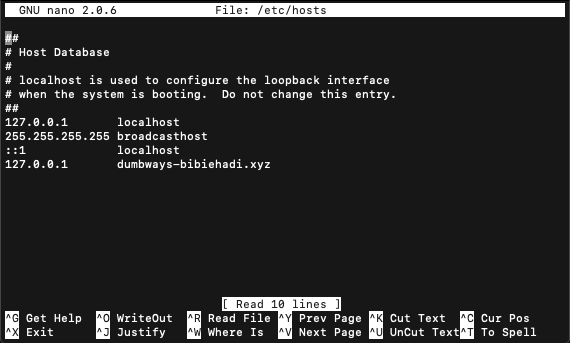 GNU nano 2.0.6 File: /etc/hosts
##
# Host Database
#
# localhost is used to configure the loopback interface
# when the system is booting.  Do not change this entry.
##
127.0.0.1       localhost
255.255.255.255 broadcasthost
::1             localhost
127.0.0.1       dumbways-bibiehadi.xyz
[ Read 10 lines ]
^G Get Help  ^O WriteOut  ^R Read File ^Y Prev Page ^K Cut Text  ^C Cur Pos
^X Exit      ^J Justify   ^W Where Is  ^V Next Page ^U UnCut Text^T To Spell